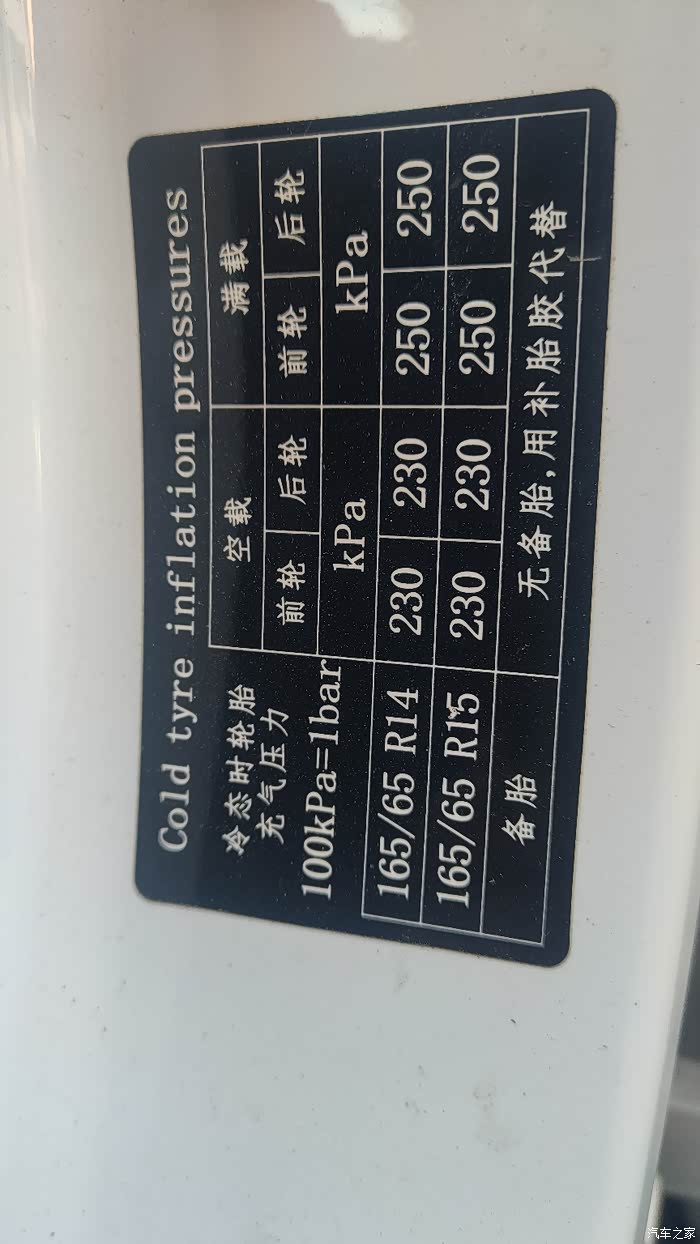 Cold tyre inflation pressures
冷态时轮胎
充气压力
100kPa=1bar
空载 满载
前轮 后轮 前轮 后轮
kPa kPa
165/65 R14 230 230 250 250
165/65 R15 230 230 250 250
备胎 无备胎,用补胎胶代替
汽车之家